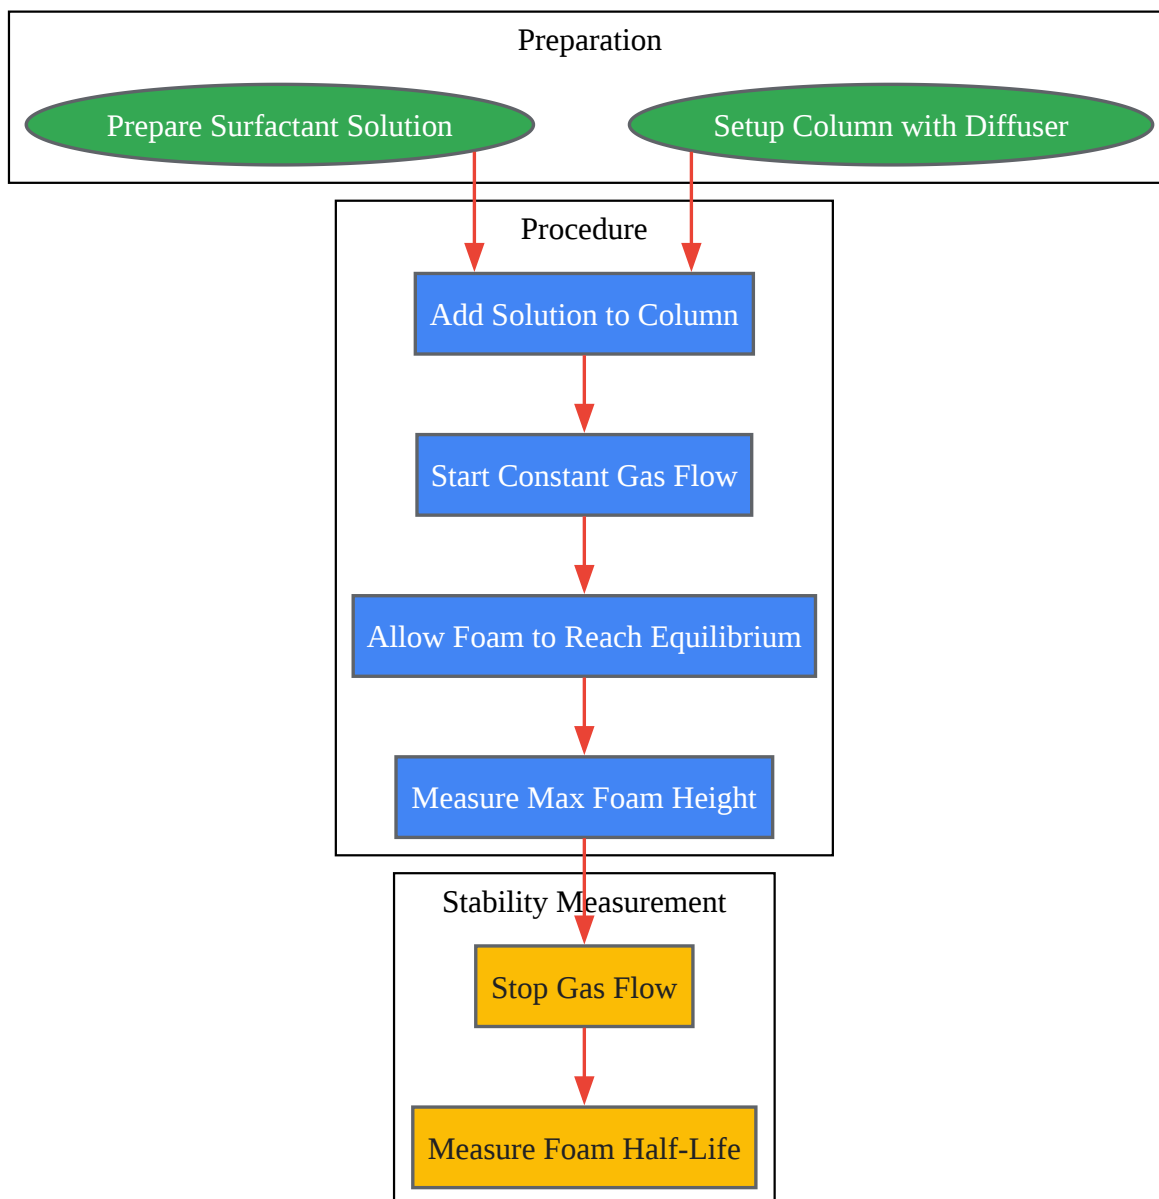 Preparation
Prepare Surfactant Solution
Setup Column with Diffuser
Procedure
Add Solution to Column
Start Constant Gas Flow
Allow Foam to Reach Equilibrium
Measure Max Foam Height
Stability Measurement
Stop Gas Flow
Measure Foam Half-Life